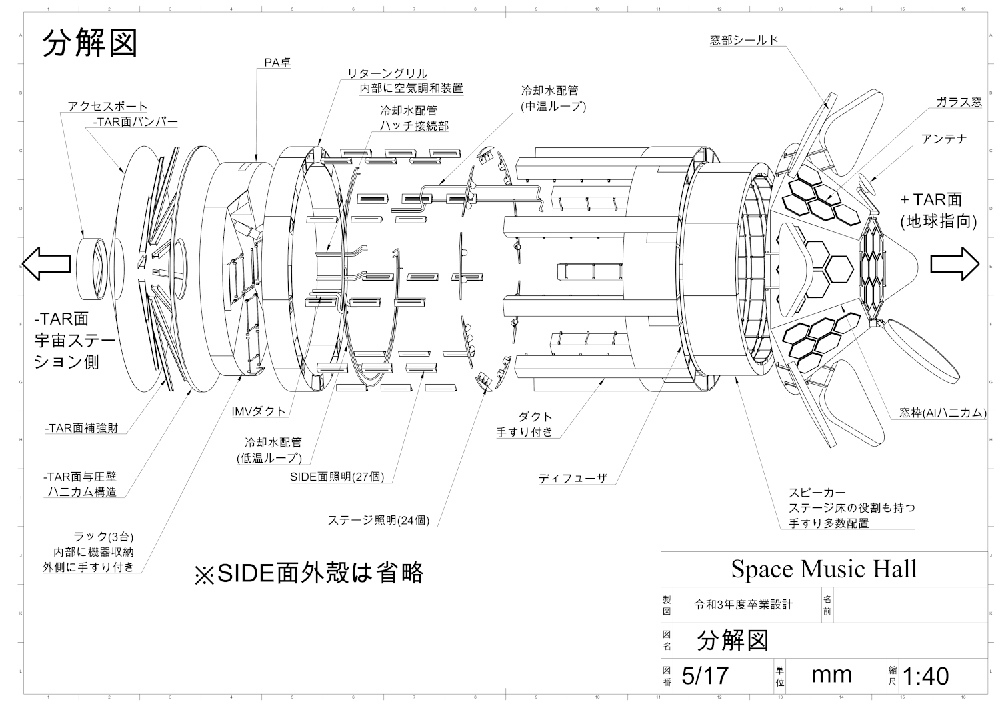 分解図
窓部シールド
PA卓
リターングリル
内部に空気調和装置
冷却水配管
(中温ループ)
ガラス窓
アクセスポート
-TAR面バンパー
冷却水配管
ハッチ接続部
アンテナ
+TAR面
(地球指向)
-TAR面
宇宙ステー
ション側
-TAR面補強財
IMVダクト
ダクト
手すり付き
窓枠(Alハニカム)
冷却水配管
(低温ループ)
SIDE面照明(27個)
ディフューザ
-TAR面与圧壁
ハニカム構造
スピーカー
ステージ床の役割も持つ
手すり多数配置
ステージ照明(24個)
ラック(3台)
内部に機器収納
外側に手すり付き
※SIDE面外殻は省略
Space Music Hall
製図 令和3年度卒業設計 名前
図名 分解図
図番 5/17 単位 mm 縮尺 1:40